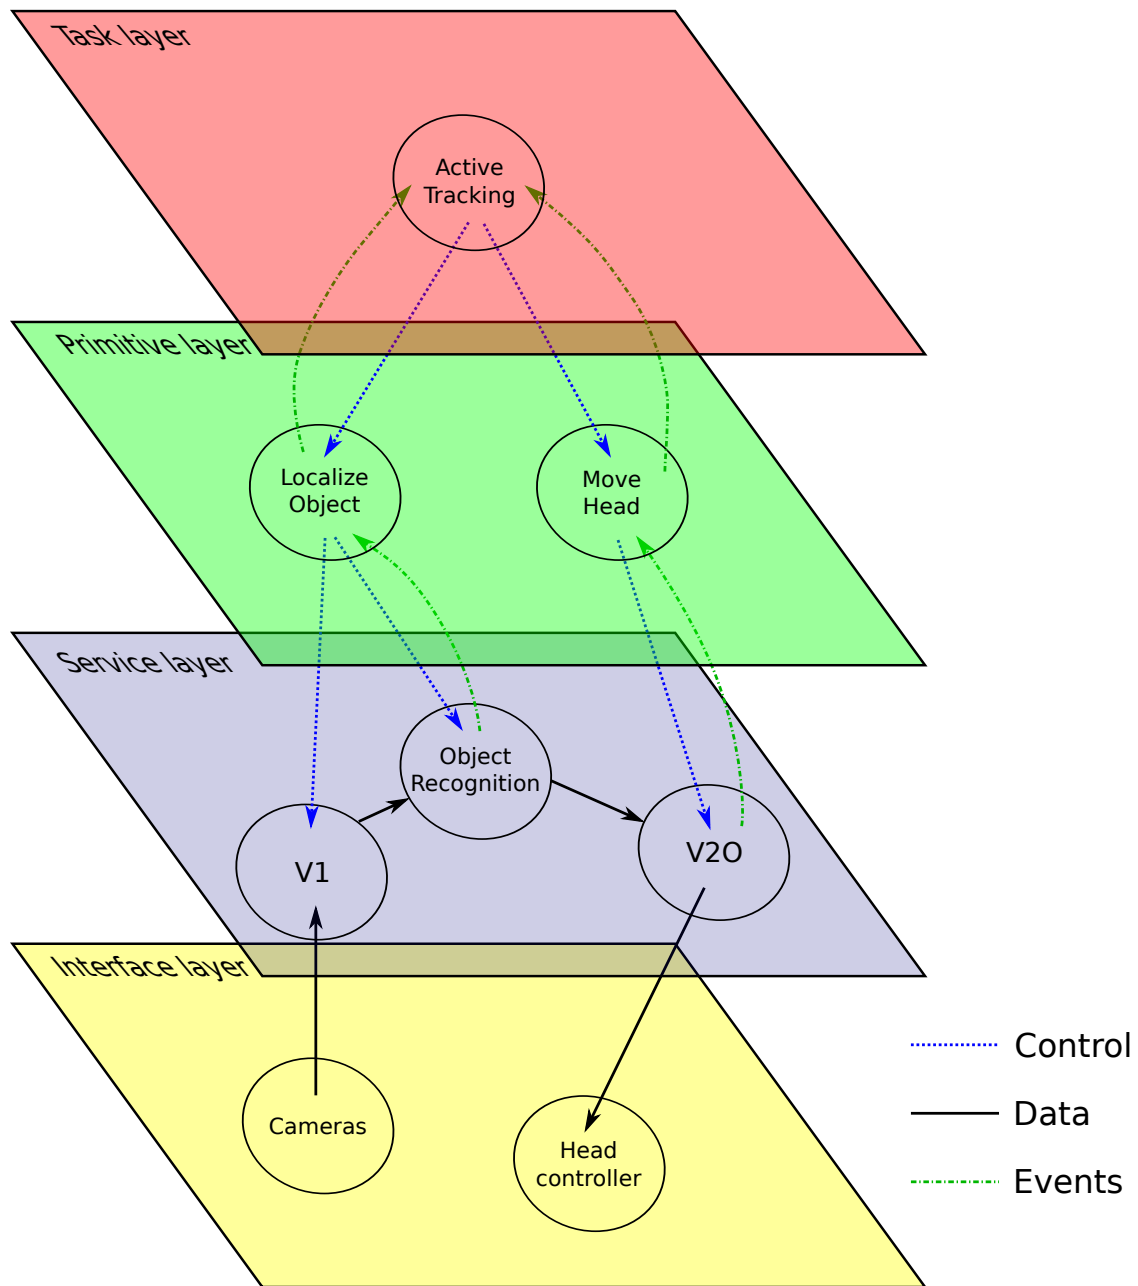 Task layer
Active
Tracking
Primitive layer
Localize
Object
Move
Head
Service layer
Object
Recognition
V1
V2O
Interface layer
Cameras
Head
controller
Control
Data
Events